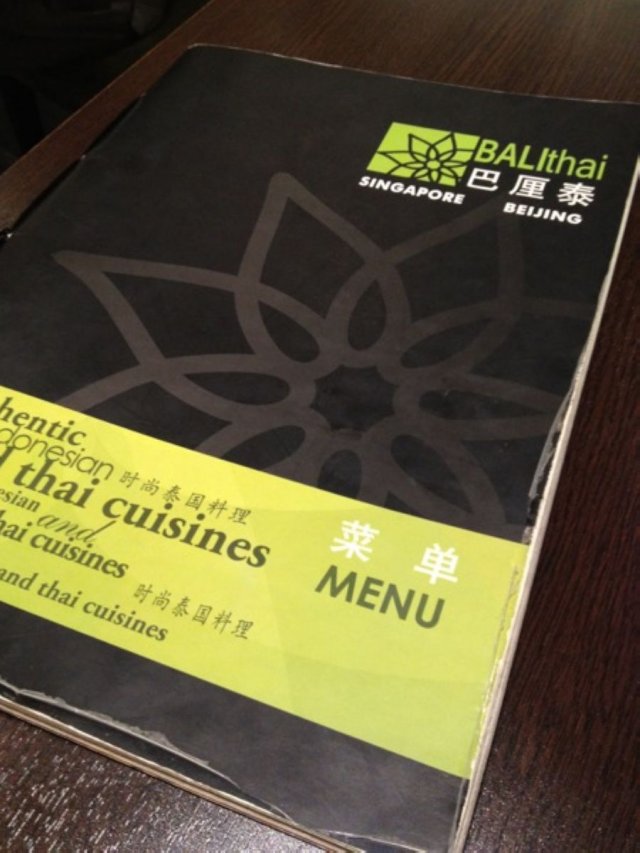 BALIthai
巴厘泰
SINGAPORE BEIJING
hentic
donesian 时尚泰国料理
thai cuisines
esian and
hai cuisines 时尚泰国料理
and thai cuisines
菜单
MENU